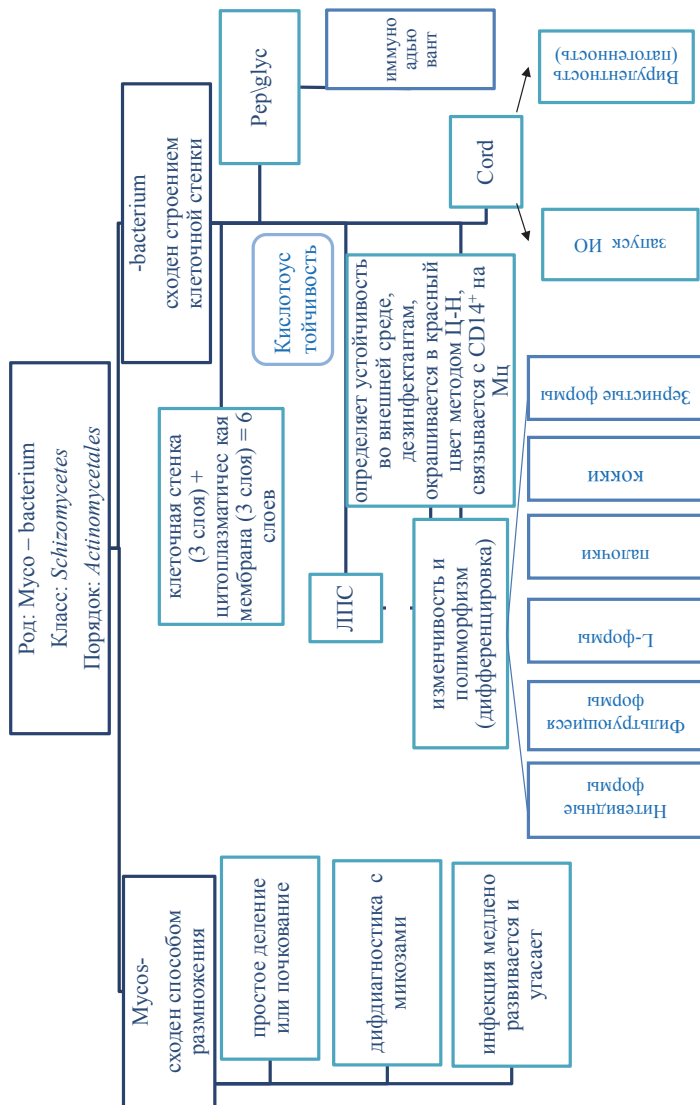 Род: Myco – bacterium
Класс: Schizomycetes
Порядок: Actinomycetales
Mycos-
сходен способом
размножения
простое деление
или почкование
дифдиагностика с
микозами
инфекция медлено
развивается и
угасает
-bacterium
сходен строением
клеточной стенки
клеточная стенка
(3 слоя) +
цитоплазматичес кая
мембрана (3 слоя) = 6
слоев
Pep\glyc
иммуно
адью
вант
Кислотоус
тойчивость
ЛПС
определяет устойчивость
во внешней среде,
дезинфектантам,
окрашивается в красный
цвет методом Ц-Н,
связывается с CD14⁺ на
Мц
изменчивость и
полиморфизм
(дифференцировка)
Нитевидные
формы
Фильтрующиеся
формы
L-формы
палочки
кокки
Зернистые формы
Cord
запуск ИО
Вирулентность
(патогенность)